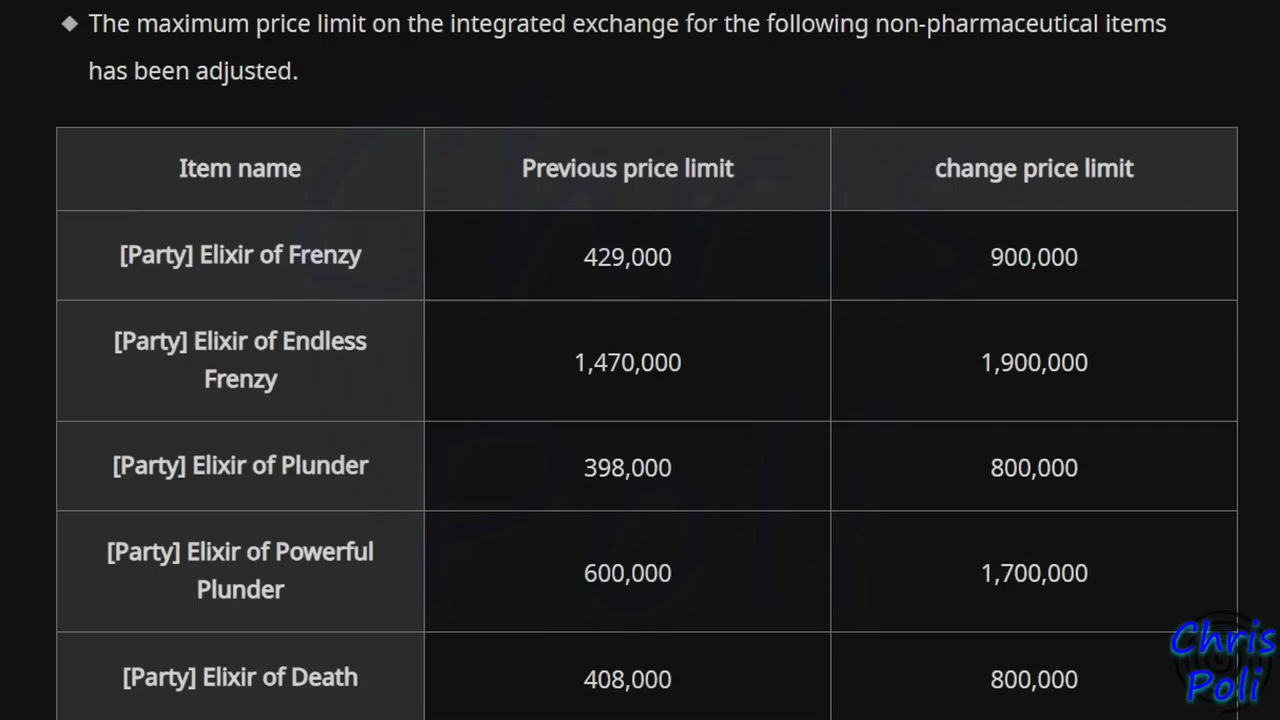 ◆ The maximum price limit on the integrated exchange for the following non-pharmaceutical items
has been adjusted.
Item name Previous price limit change price limit
[Party] Elixir of Frenzy 429,000 900,000
[Party] Elixir of Endless
Frenzy 1,470,000 1,900,000
[Party] Elixir of Plunder 398,000 800,000
[Party] Elixir of Powerful
Plunder 600,000 1,700,000
[Party] Elixir of Death 408,000 800,000
Chris
Poli